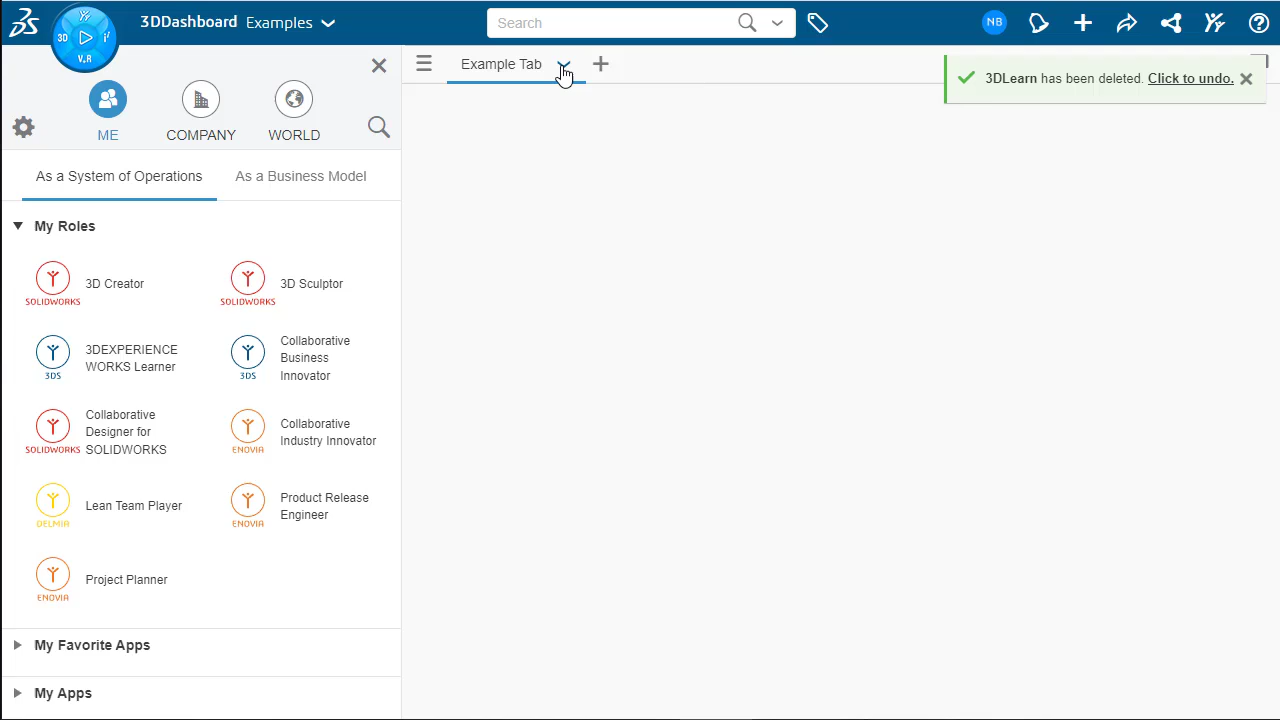 3DDashboard Examples
Search
NB
3D
V.R
Example Tab
3DLearn has been deleted. Click to undo.
ME
COMPANY
WORLD
As a System of Operations
As a Business Model
My Roles
SOLIDWORKS
3D Creator
SOLIDWORKS
3D Sculptor
3DS
3DEXPERIENCE
WORKS Learner
3DS
Collaborative
Business
Innovator
SOLIDWORKS
Collaborative
Designer for
SOLIDWORKS
ENOVIA
Collaborative
Industry Innovator
DELMIA
Lean Team Player
ENOVIA
Product Release
Engineer
ENOVIA
Project Planner
My Favorite Apps
My Apps